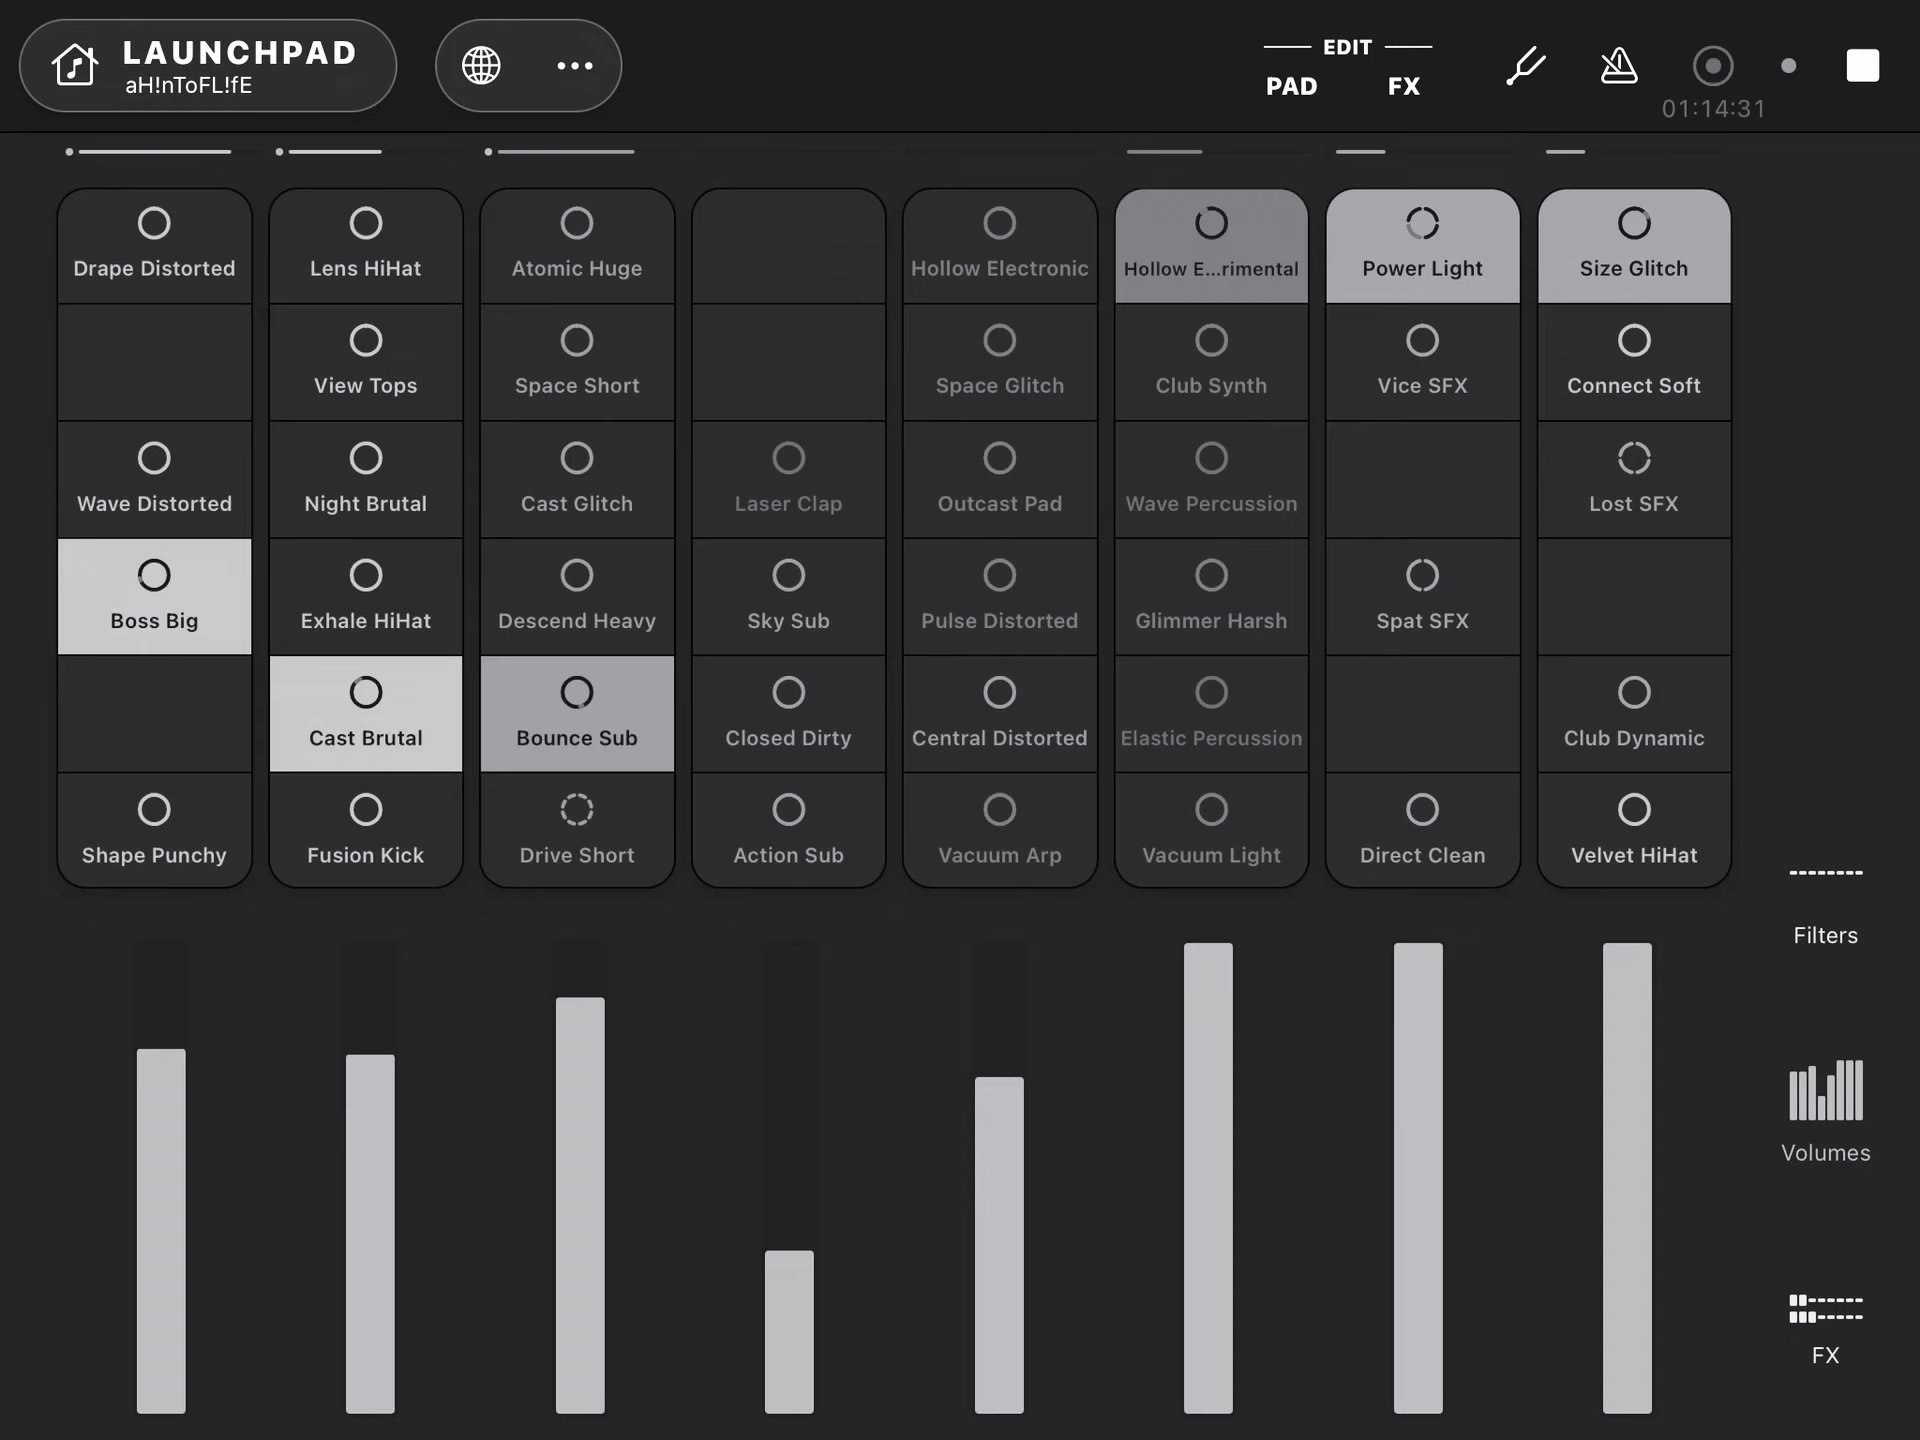 LAUNCHPAD
aH!nToFL!fE
EDIT
PAD FX
01:14:31
Drape Distorted Lens HiHat Atomic Huge Hollow Electronic Hollow E...rimental Power Light Size Glitch
View Tops Space Short Space Glitch Club Synth Vice SFX Connect Soft
Wave Distorted Night Brutal Cast Glitch Laser Clap Outcast Pad Wave Percussion Lost SFX
Boss Big Exhale HiHat Descend Heavy Sky Sub Pulse Distorted Glimmer Harsh Spat SFX
Cast Brutal Bounce Sub Closed Dirty Central Distorted Elastic Percussion Club Dynamic
Shape Punchy Fusion Kick Drive Short Action Sub Vacuum Arp Vacuum Light Direct Clean Velvet HiHat
Filters
Volumes
FX